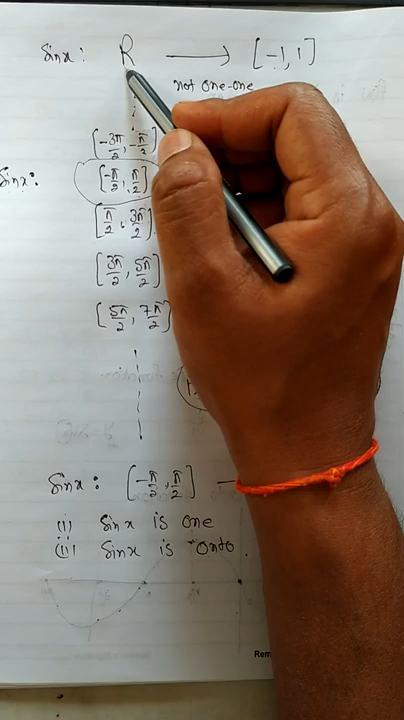 Sinx: R → [-1, 1]
not one-one
[-3π/2, -π/2]
Sinx: [-π/2, π/2]
[π/2, 3π/2]
[3π/2, 5π/2]
[5π/2, 7π/2]
Sinx: [-π/2, π/2] -
(i) Sinx is one
(ii) Sinx is onto.
Rem